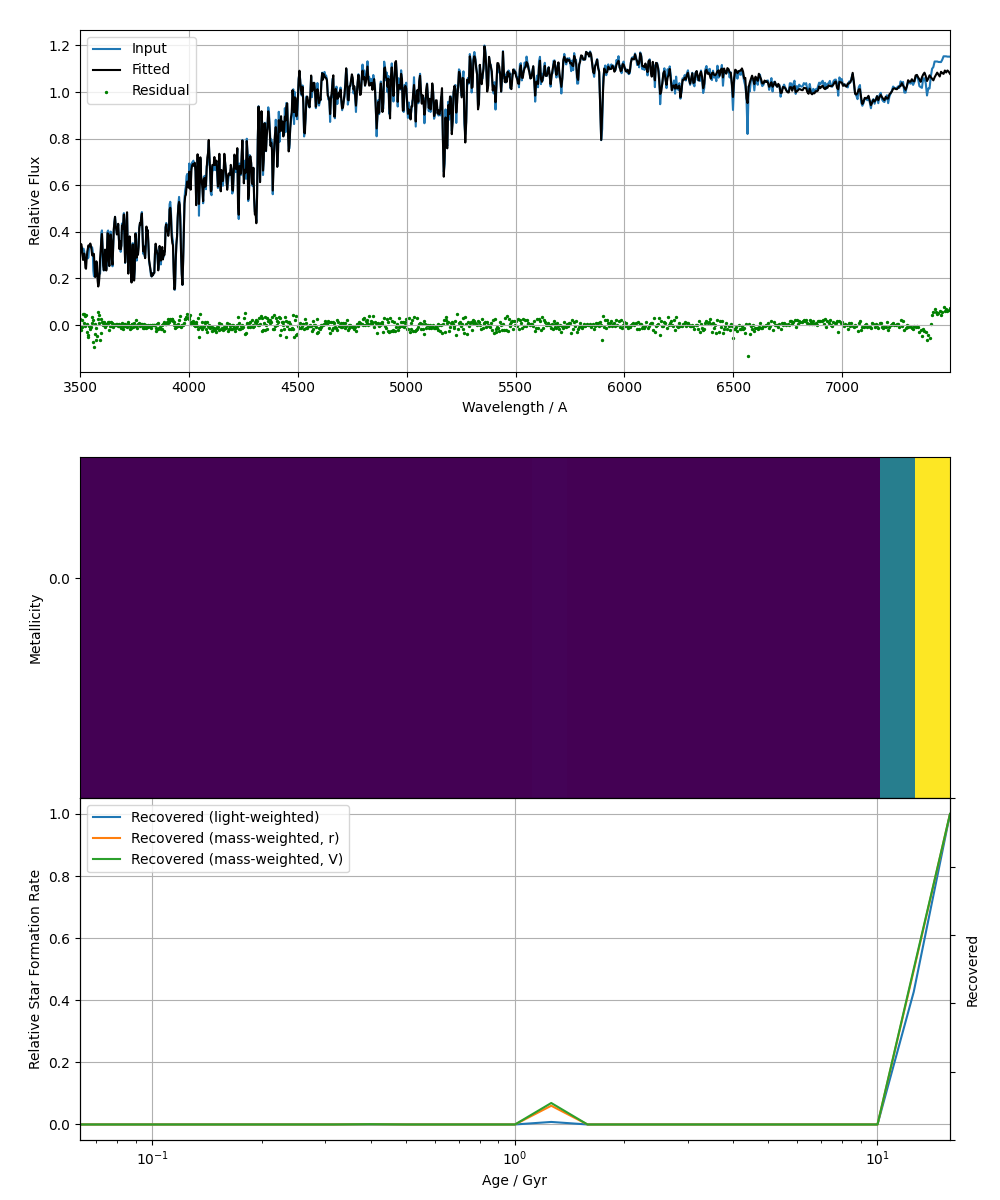 1.2
1.0
0.8
0.6
0.4
0.2
0.0
Relative Flux
Input
Fitted
Residual
3500 4000 4500 5000 5500 6000 6500 7000
Wavelength / A
0.0
Metallicity
Recovered (light-weighted)
Recovered (mass-weighted, r)
Recovered (mass-weighted, V)
1.0
0.8
0.6
0.4
0.2
0.0
Relative Star Formation Rate
Recovered
10⁻¹ 10⁰ 10¹
Age / Gyr